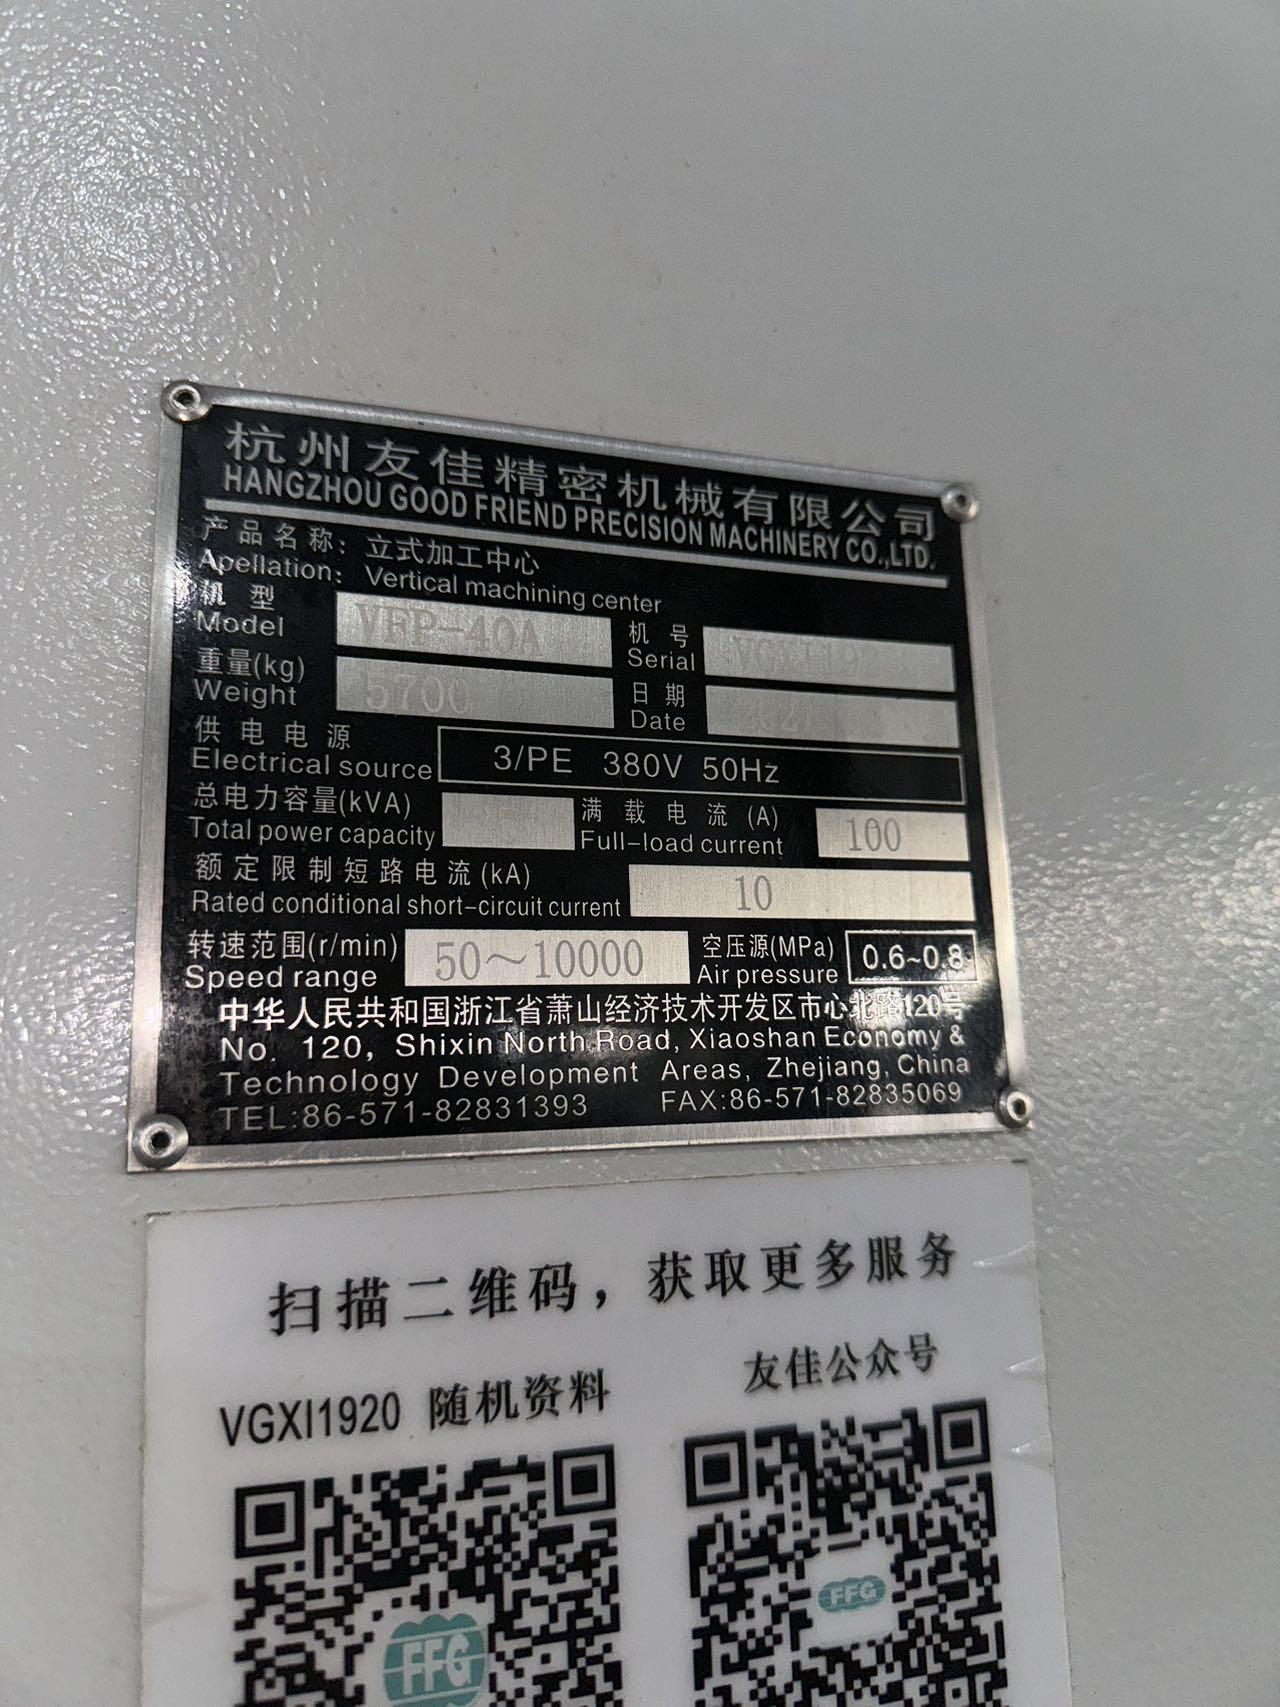 杭州友佳精密机械有限公司
HANGZHOU GOOD FRIEND PRECISION MACHINERY CO.,LTD.
产品名称： 立式加工中心
Apellation: Vertical machining center
机 型
Model VFP-40A 机 号
Serial VGXI1920
重量(kg)
Weight 5700 日 期
Date
供 电 电 源
Electrical source 3/PE 380V 50Hz
总电力容量(kVA) 满 载 电 流 (A)
Total power capacity Full-load current 100
额 定 限 制 短 路 电 流 (kA)
Rated conditional short-circuit current 10
转速范围(r/min) 空压源(MPa)
Speed range 50～10000 Air pressure 0.6~0.8
中华人民共和国浙江省萧山经济技术开发区市心北路120号
No. 120, Shixin North Road, Xiaoshan Economy &
Technology Development Areas, Zhejiang, China
TEL:86-571-82831393 FAX:86-571-82835069
扫描二维码，获取更多服务
VGXI1920 随机资料
友佳公众号
FFG
FFG